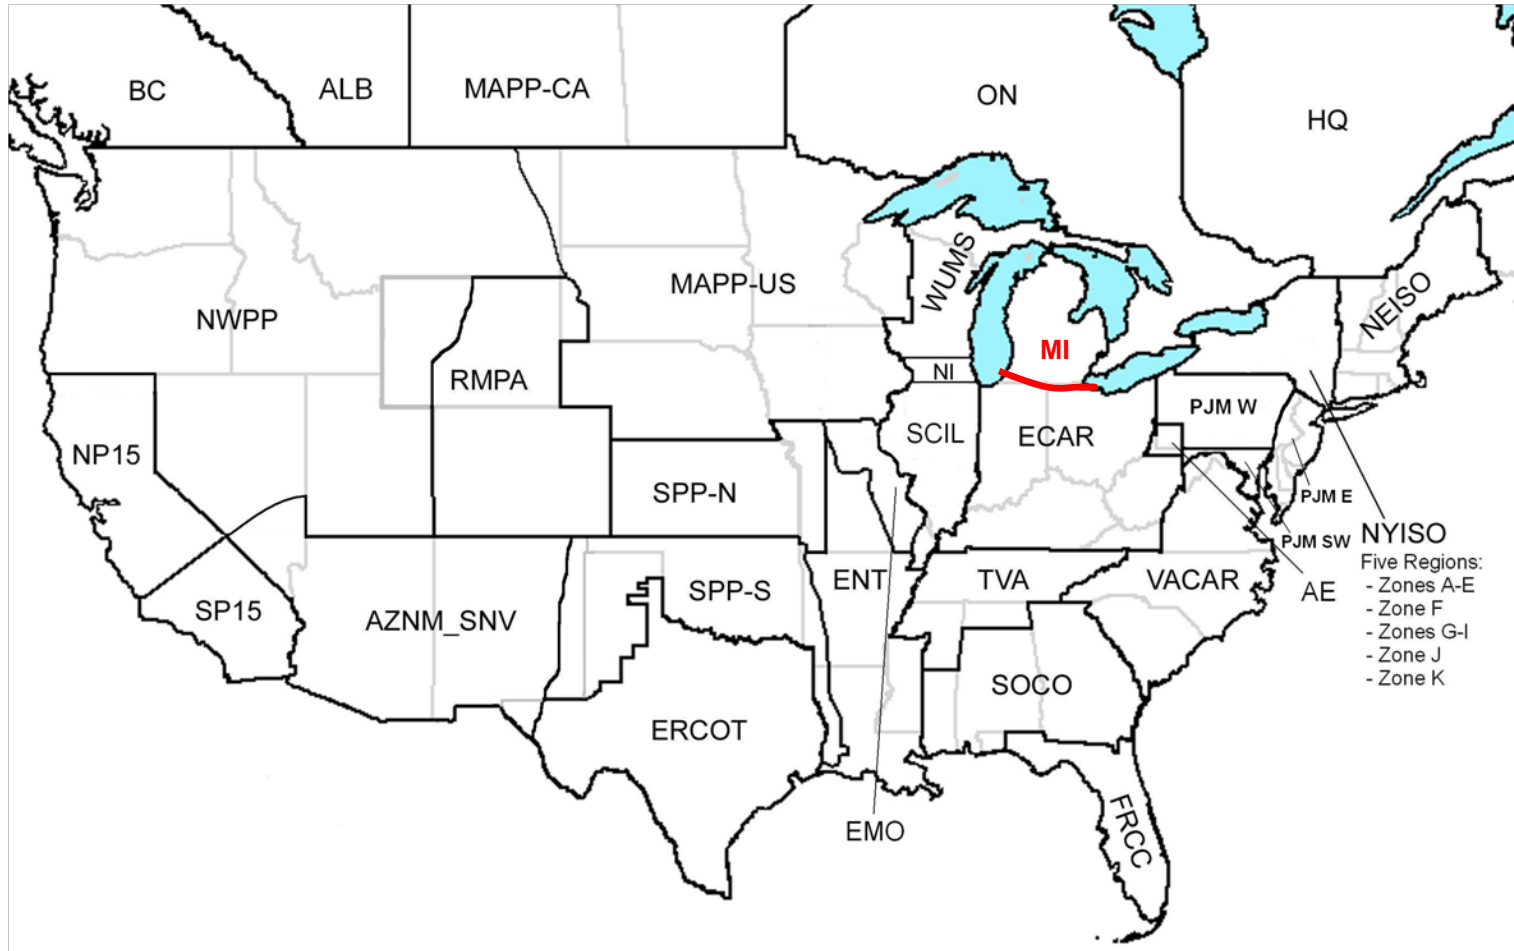 BC
ALB
MAPP-CA
ON
HQ
WUMS
MAPP-US
NEISO
NWPP
MI
RMPA
NI
PJM W
SCIL
ECAR
NP15
SPP-N
PJM E
PJM SW
NYISO
Five Regions:
- Zones A-E
- Zone F
- Zones G-I
- Zone J
- Zone K
AE
ENT
TVA
VACAR
SPP-S
SP15
AZNM_SNV
SOCO
ERCOT
EMO
FRCC